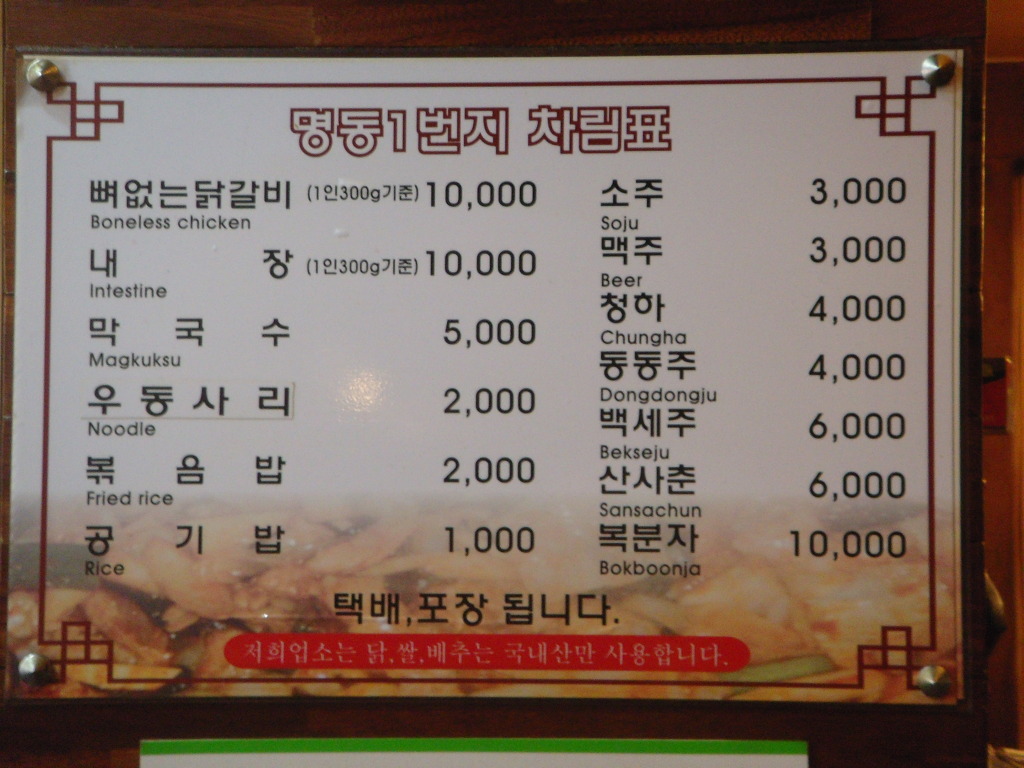 명동1번지 차림표
뼈없는닭갈비 (1인300g기준) 10,000
Boneless chicken
내 장 (1인300g기준) 10,000
Intestine
막 국 수 5,000
Magkuksu
우 동 사 리 2,000
Noodle
볶 음 밥 2,000
Fried rice
공 기 밥 1,000
Rice
소주 3,000
Soju
맥주 3,000
Beer
청하 4,000
Chungha
동동주 4,000
Dongdongju
백세주 6,000
Bekseju
산사춘 6,000
Sansachun
복분자 10,000
Bokboonja
택배,포장 됩니다.
저희업소는 닭,쌀,배추는 국내산만 사용합니다.